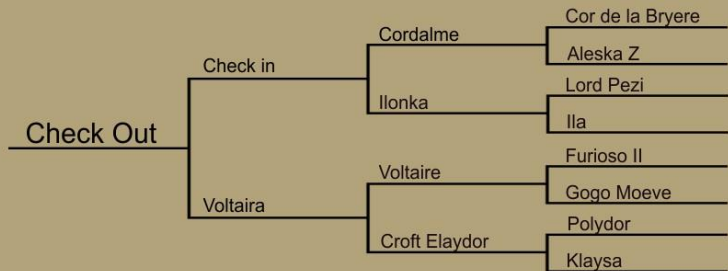 Cor de la Bryere
Cordalme
Aleska Z
Check in
Lord Pezi
Ilonka
Ila
Check Out
Furioso II
Voltaire
Gogo Moeve
Voltaira
Polydor
Croft Elaydor
Klaysa